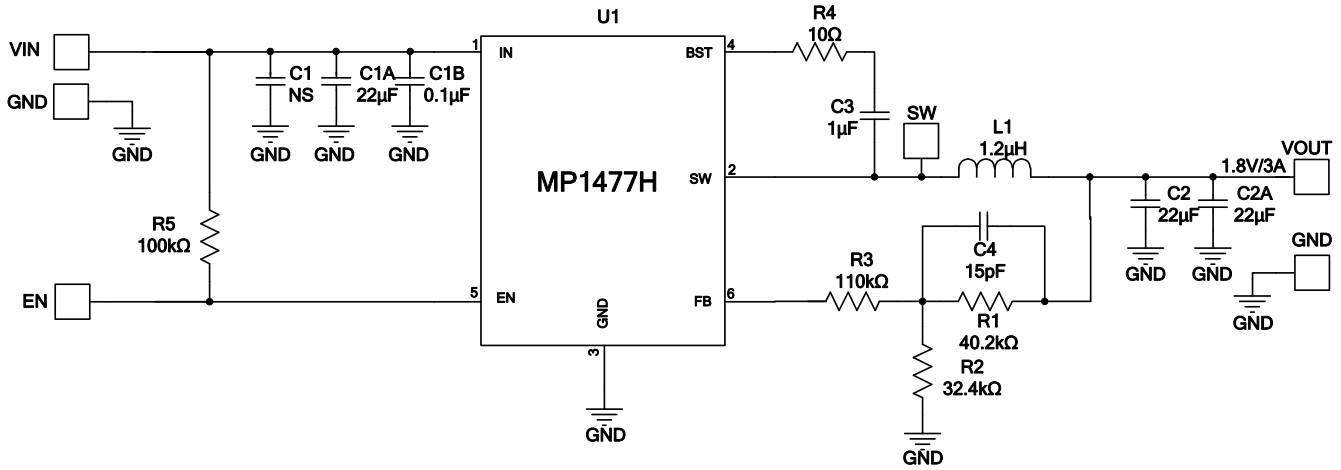 U1
VIN
1
IN
C1
NS
C1A
22µF
C1B
0.1µF
GND
GND
GND
GND
GND
R5
100kΩ
EN
5
EN
MP1477H
GND
3
GND
BST
4
R4
10Ω
C3
1µF
SW
SW
2
L1
1.2µH
VOUT
1.8V/3A
C2
22µF
C2A
22µF
GND
GND
GND
GND
FB
6
R3
110kΩ
C4
15pF
R1
40.2kΩ
R2
32.4kΩ
GND